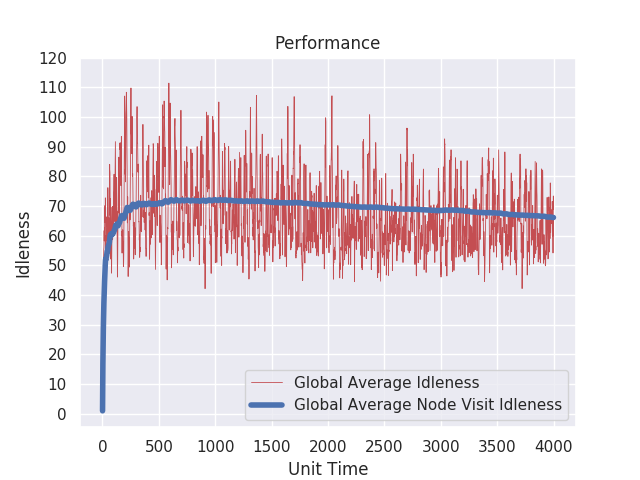 Performance
120
110
100
90
80
70
60
50
40
30
20
10
0
Idleness
0 500 1000 1500 2000 2500 3000 3500 4000
Unit Time
Global Average Idleness
Global Average Node Visit Idleness